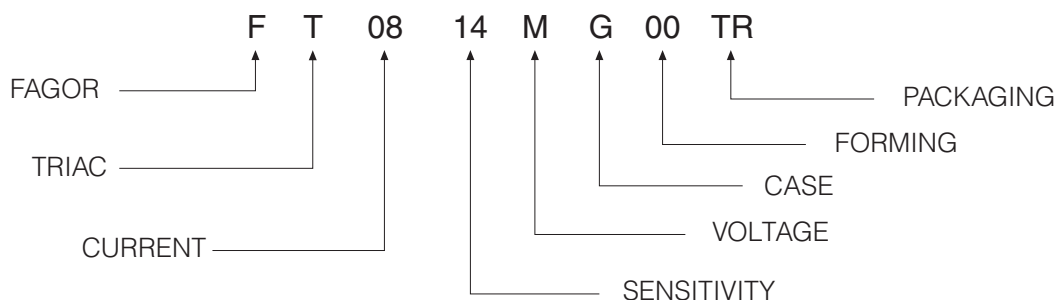 F T 08 14 M G 00 TR
FAGOR
PACKAGING
FORMING
TRIAC
CASE
VOLTAGE
CURRENT
SENSITIVITY